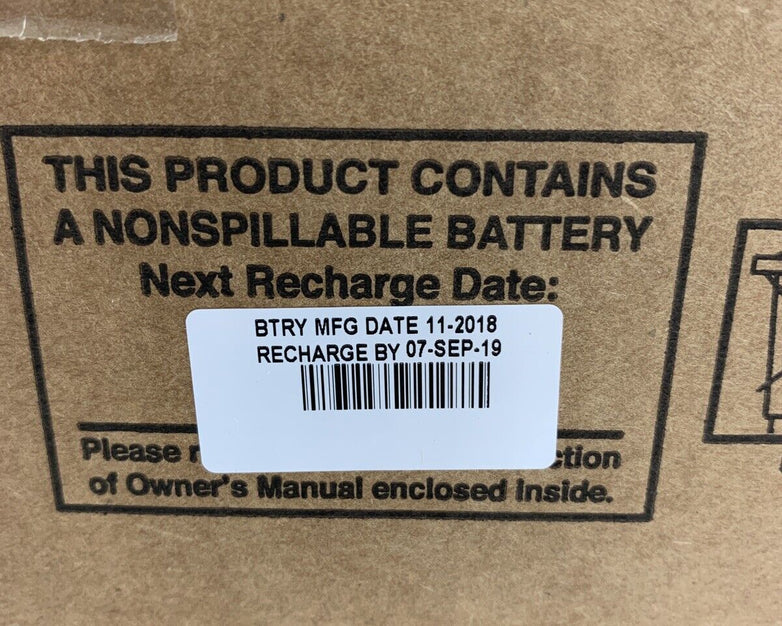 THIS PRODUCT CONTAINS
A NONSPILLABLE BATTERY
Next Recharge Date:
BTRY MFG DATE 11-2018
RECHARGE BY 07-SEP-19
Please
of Owner's Manual enclosed inside.